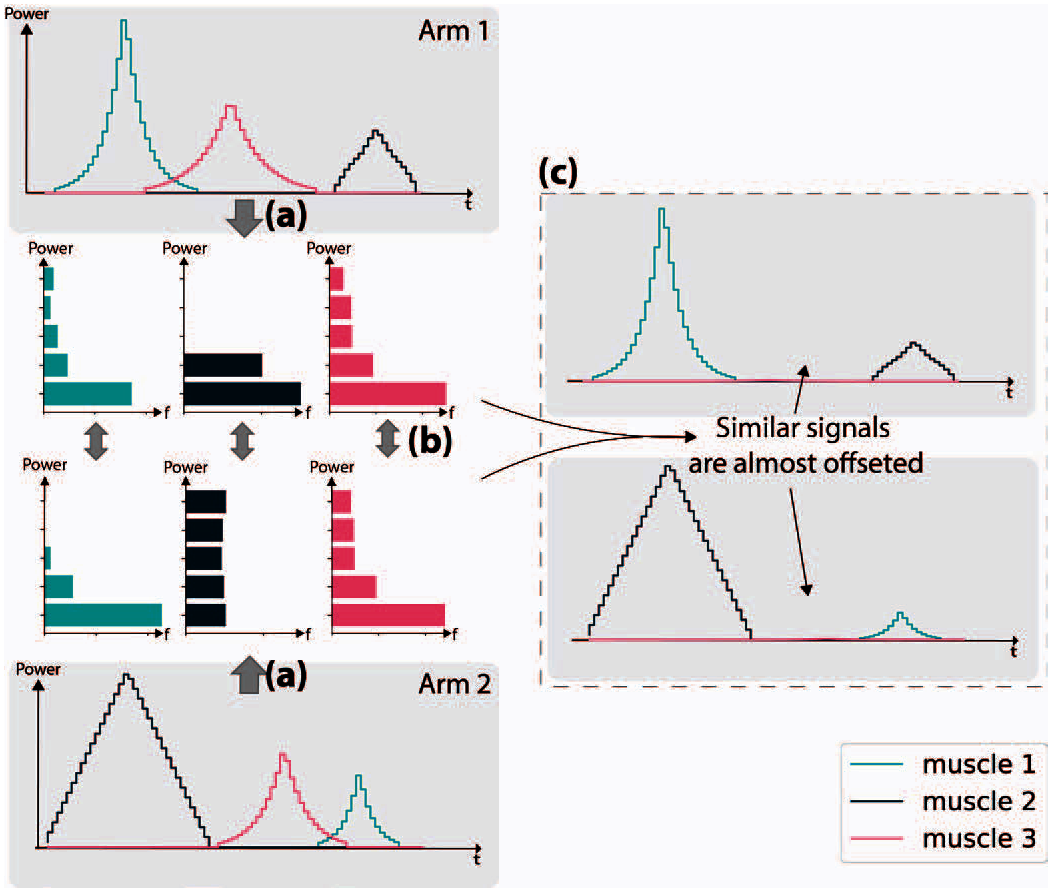 Power
Arm 1
t
(a)
Power
Power
Power
f
f
f
(b)
Power
Power
Power
f
f
f
(a)
Power
Arm 2
t
(c)
t
Similar signals
are almost offseted
t
muscle 1
muscle 2
muscle 3